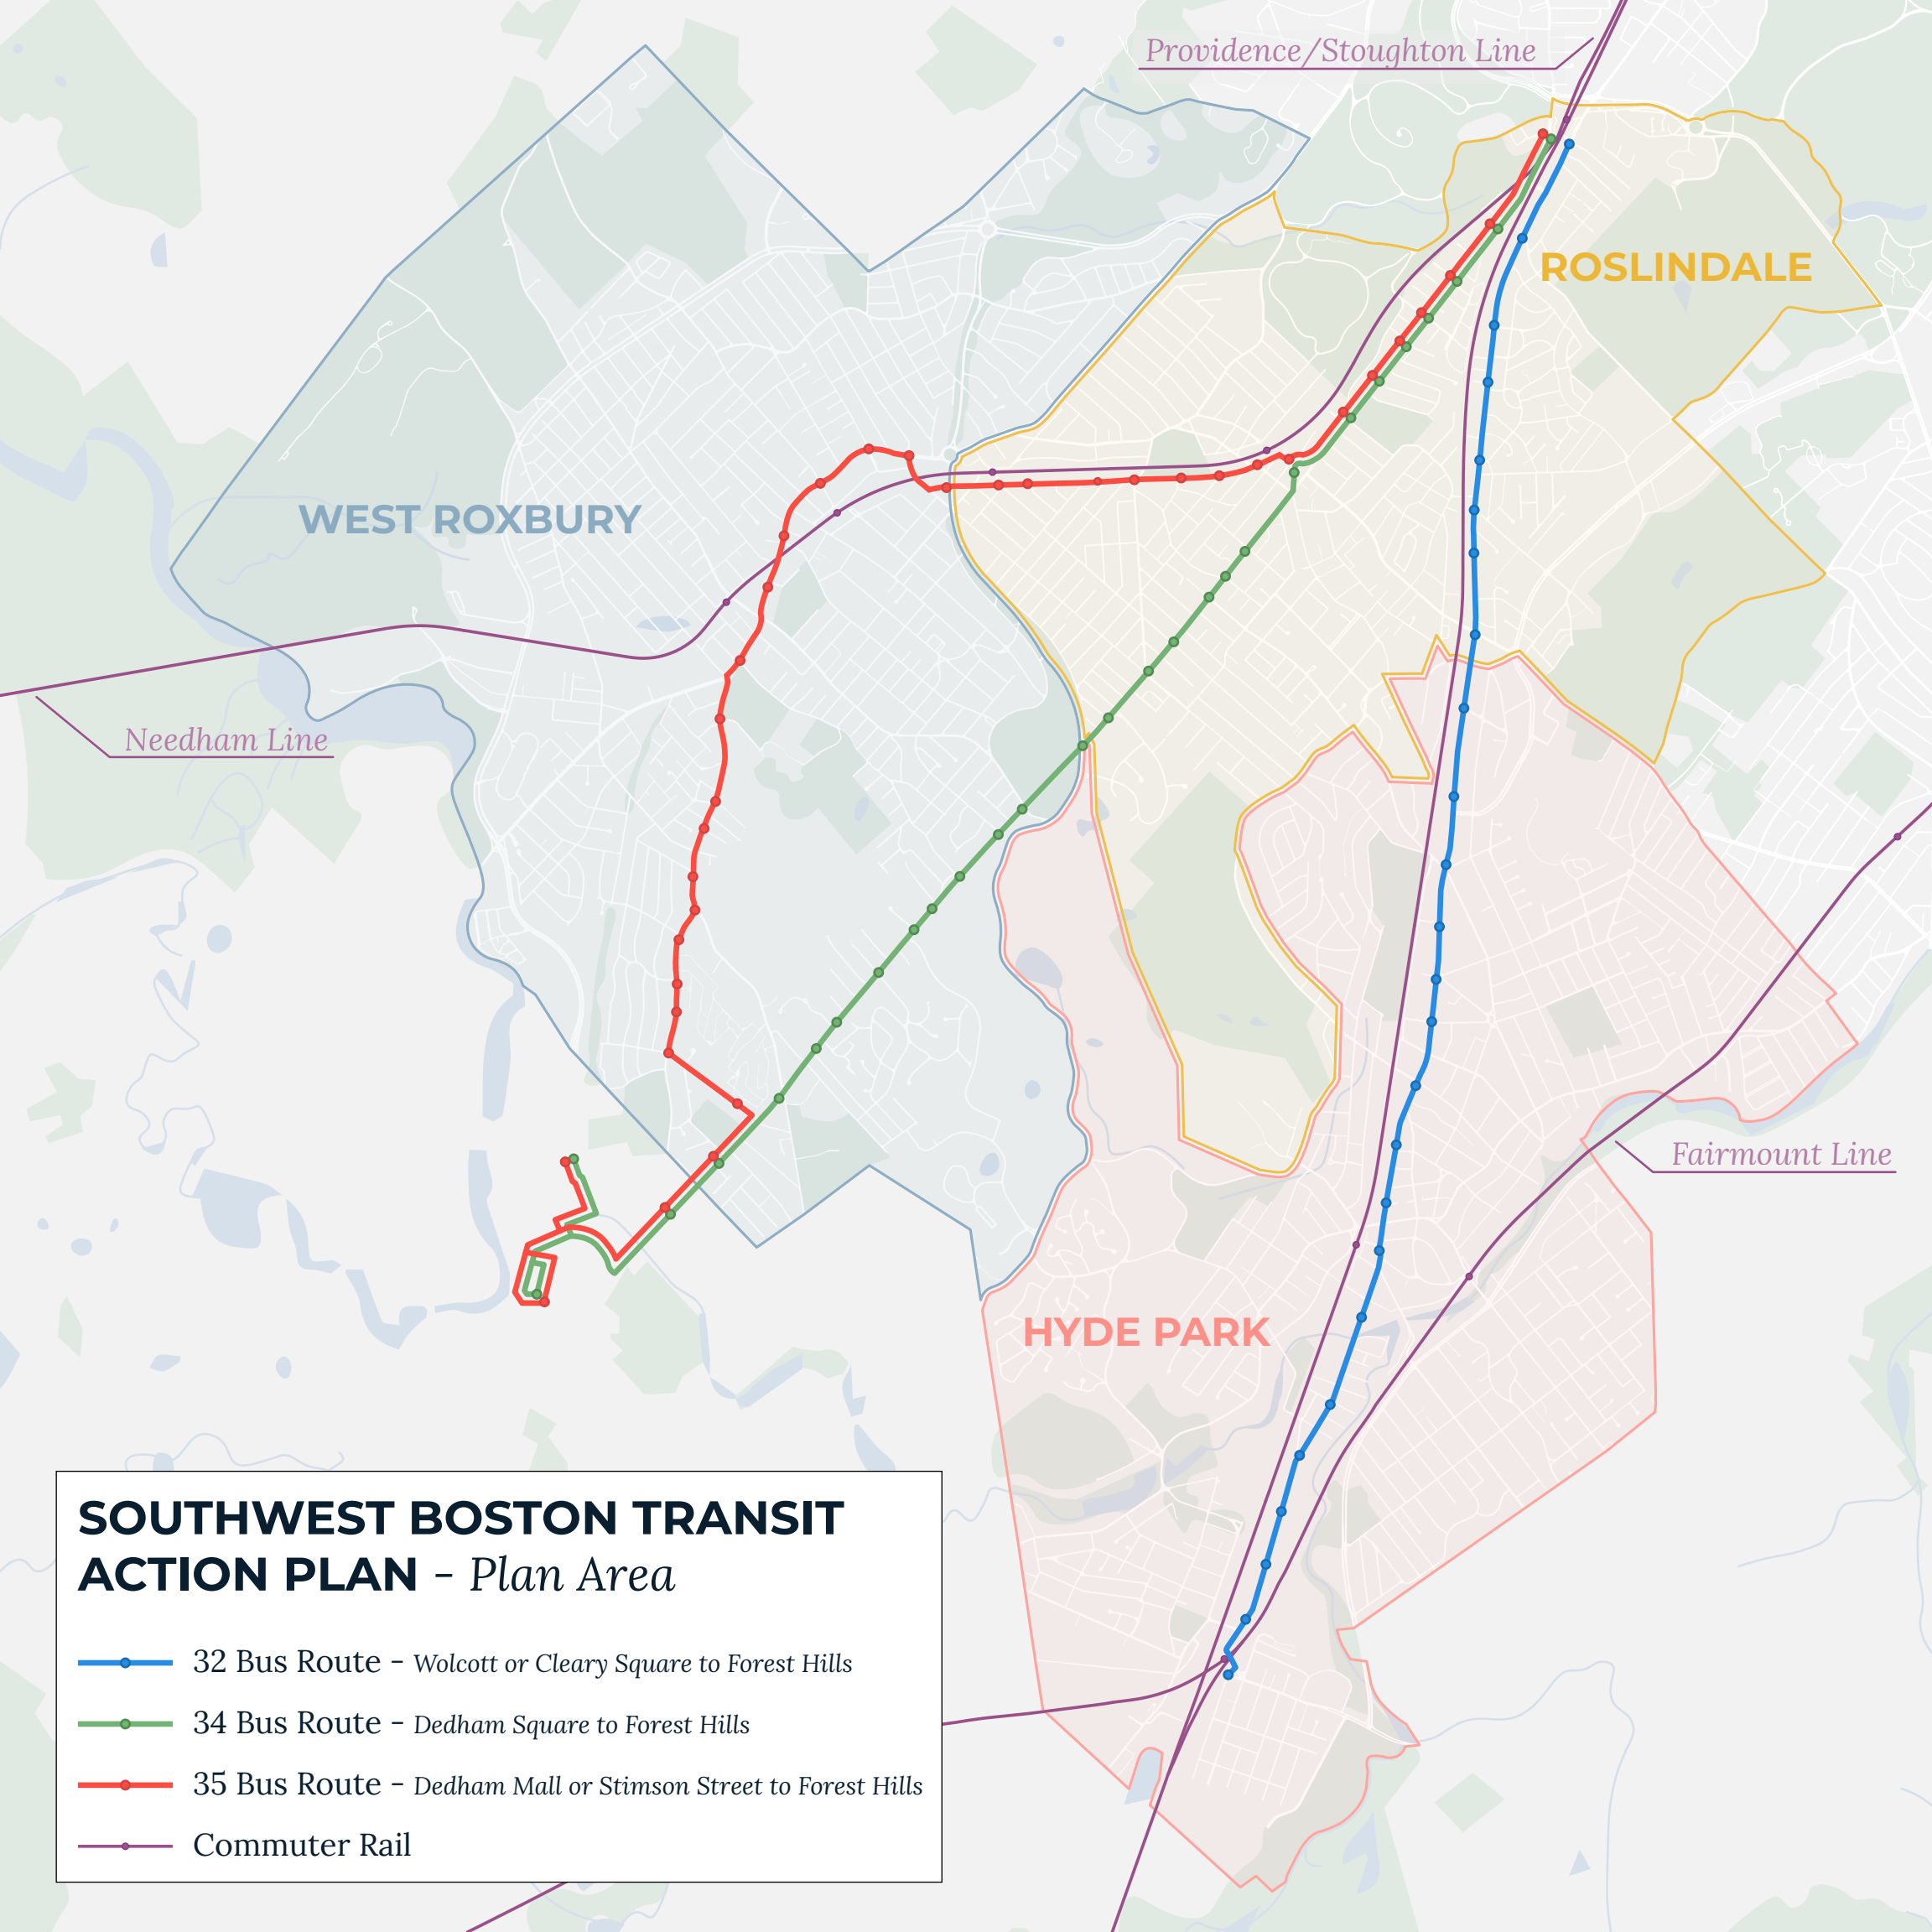 Providence/Stoughton Line
ROSLINDALE
WEST ROXBURY
Needham Line
Fairmount Line
HYDE PARK
SOUTHWEST BOSTON TRANSIT
ACTION PLAN - Plan Area
32 Bus Route - Wolcott or Cleary Square to Forest Hills
34 Bus Route - Dedham Square to Forest Hills
35 Bus Route - Dedham Mall or Stimson Street to Forest Hills
Commuter Rail